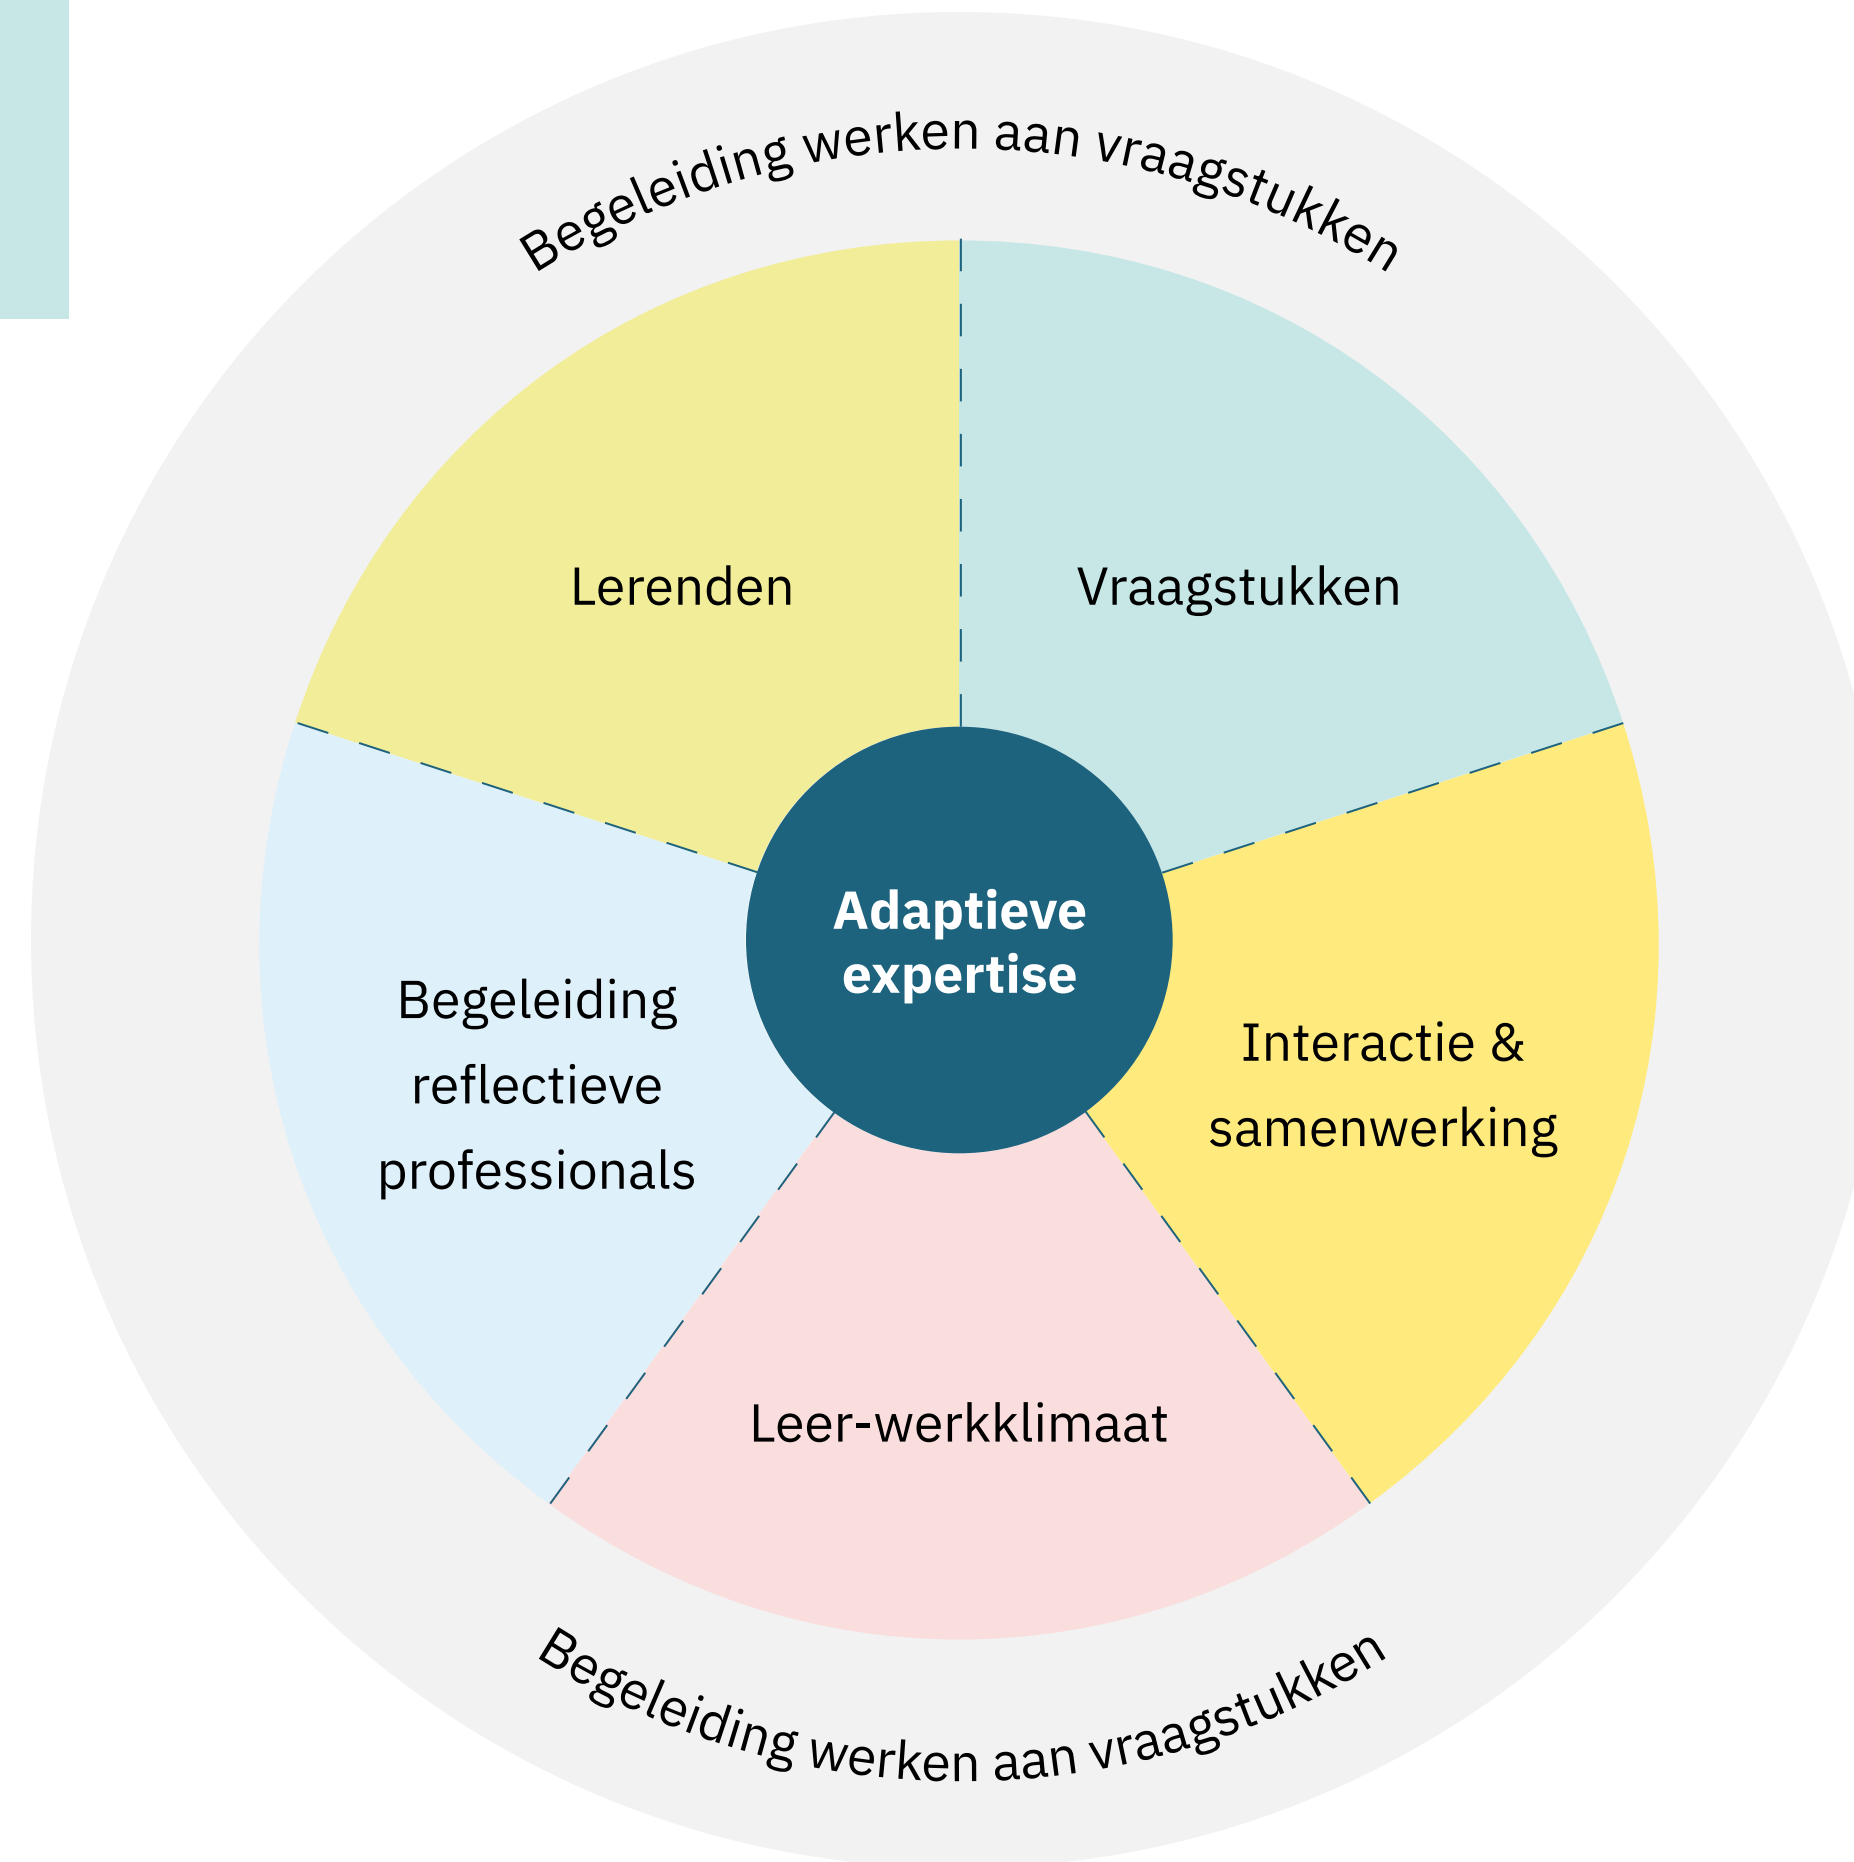 Begeleiding werken aan vraagstukken
Lerenden
Vraagstukken
Adaptieve
expertise
Begeleiding
reflectieve
professionals
Interactie &
samenwerking
Leer-werkklimaat
Begeleiding werken aan vraagstukken